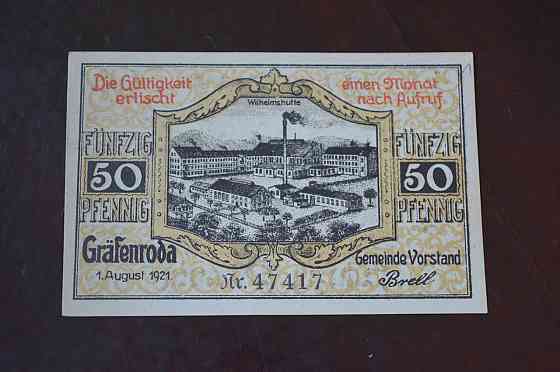 Die Gültigkeit
erlischt
einen Monat
nach Aufruf.
Wilhelmshütte
FÜNFZIG
50
PFENNIG
FÜNFZIG
50
PFENNIG
Gräfenroda
1. August 1921
Nr. 47417
Gemeinde Vorstand
Brell